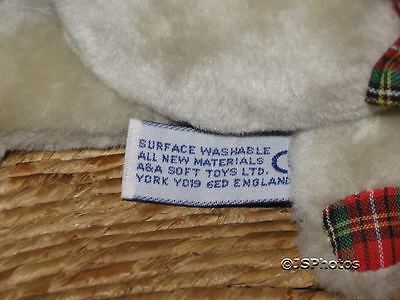 SURFACE WASHABLE
ALL NEW MATERIALS
A&A SOFT TOYS LTD.
YORK YO19 6ED ENGLAND
©JSPhotos